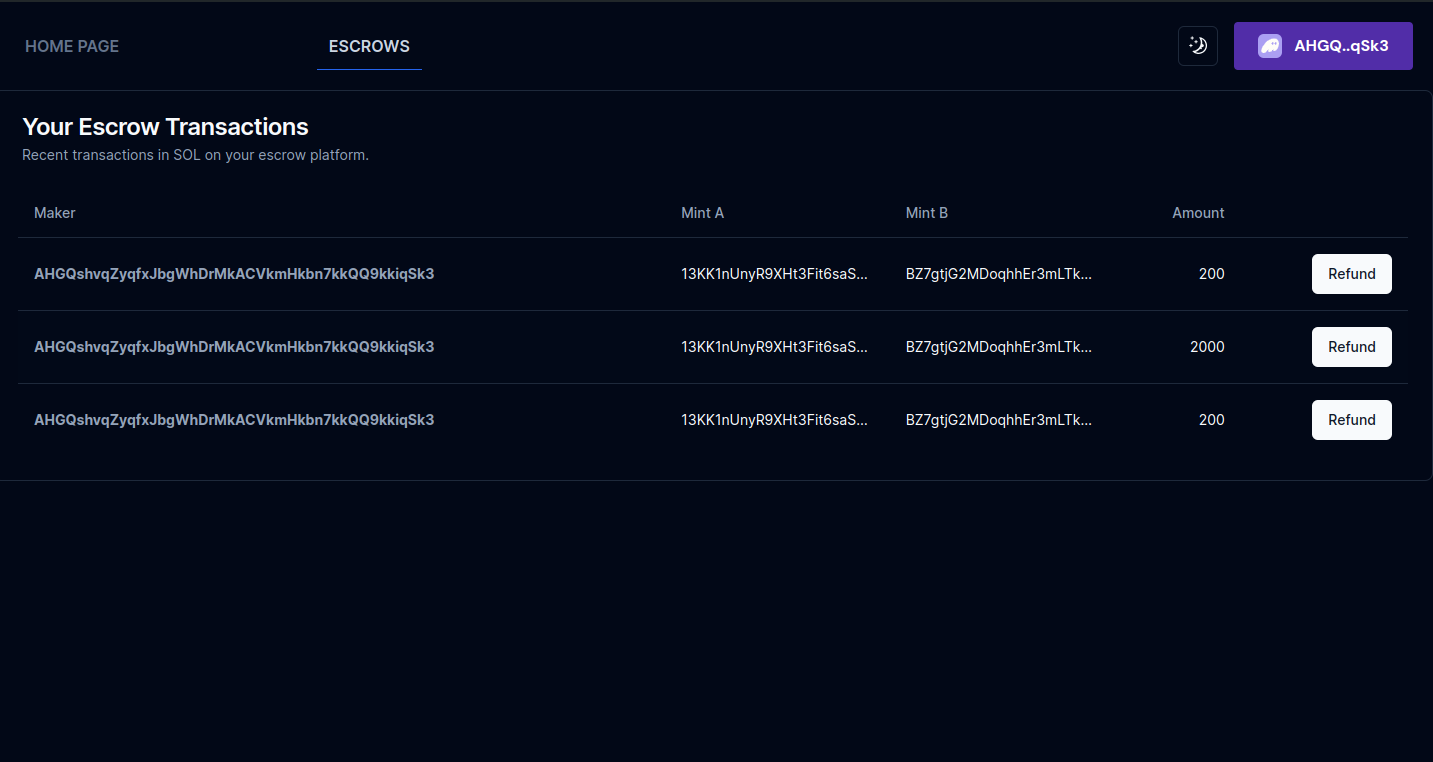 HOME PAGE ESCROWS AHGQ..qSk3
Your Escrow Transactions
Recent transactions in SOL on your escrow platform.
Maker Mint A Mint B Amount
AHGQshvqZyqfxJbgWhDrMkACVkmHkbn7kkQQ9kkiqSk3 13KK1nUnyR9XHt3Fit6saS... BZ7gtjG2MDoqhhEr3mLTk... 200 Refund
AHGQshvqZyqfxJbgWhDrMkACVkmHkbn7kkQQ9kkiqSk3 13KK1nUnyR9XHt3Fit6saS... BZ7gtjG2MDoqhhEr3mLTk... 2000 Refund
AHGQshvqZyqfxJbgWhDrMkACVkmHkbn7kkQQ9kkiqSk3 13KK1nUnyR9XHt3Fit6saS... BZ7gtjG2MDoqhhEr3mLTk... 200 Refund